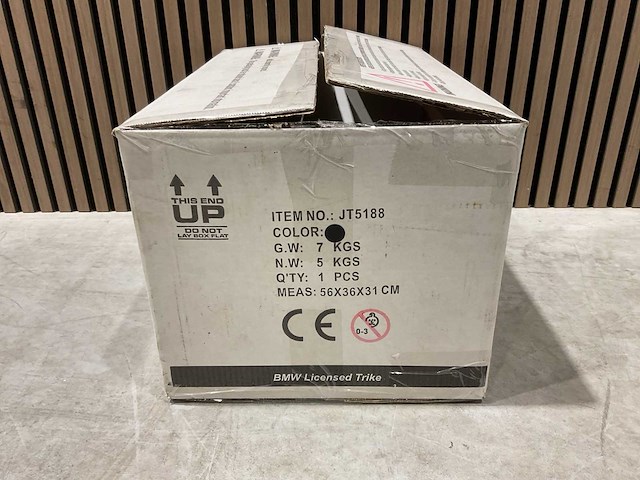 THIS END
UP
DO NOT
LAY BOX FLAT
ITEM NO.: JT5188
COLOR:
G.W: 7 KGS
N.W: 5 KGS
Q'TY: 1 PCS
MEAS: 56X36X31 CM
CE
0-3
BMW Licensed Trike